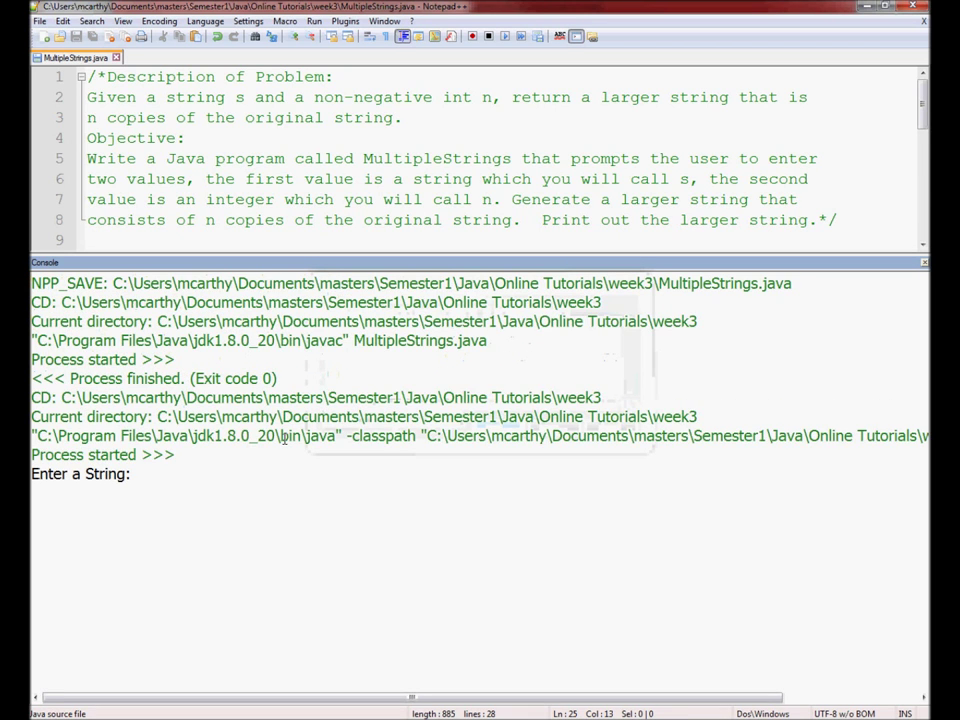 C:\Users\mcarthy\Documents\masters\Semester1\Java\Online Tutorials\week3\MultipleStrings.java - Notepad++
File Edit Search View Encoding Language Settings Macro Run Plugins Window ? X
MultipleStrings.java
1 /*Description of Problem:
2 Given a string s and a non-negative int n, return a larger string that is
3 n copies of the original string.
4 Objective:
5 Write a Java program called MultipleStrings that prompts the user to enter
6 two values, the first value is a string which you will call s, the second
7 value is an integer which you will call n. Generate a larger string that
8 consists of n copies of the original string.  Print out the larger string.*/
9
Console
NPP_SAVE: C:\Users\mcarthy\Documents\masters\Semester1\Java\Online Tutorials\week3\MultipleStrings.java
CD: C:\Users\mcarthy\Documents\masters\Semester1\Java\Online Tutorials\week3
Current directory: C:\Users\mcarthy\Documents\masters\Semester1\Java\Online Tutorials\week3
"C:\Program Files\Java\jdk1.8.0_20\bin\javac" MultipleStrings.java
Process started >>>
<<< Process finished. (Exit code 0)
CD: C:\Users\mcarthy\Documents\masters\Semester1\Java\Online Tutorials\week3
Current directory: C:\Users\mcarthy\Documents\masters\Semester1\Java\Online Tutorials\week3
"C:\Program Files\Java\jdk1.8.0_20\bin\java" -classpath "C:\Users\mcarthy\Documents\masters\Semester1\Java\Online Tutorials\w
Process started >>>
Enter a String:
Java source file length : 885 lines : 28 Ln : 25 Col : 13 Sel : 0 | 0 Dos\Windows UTF-8 w/o BOM INS